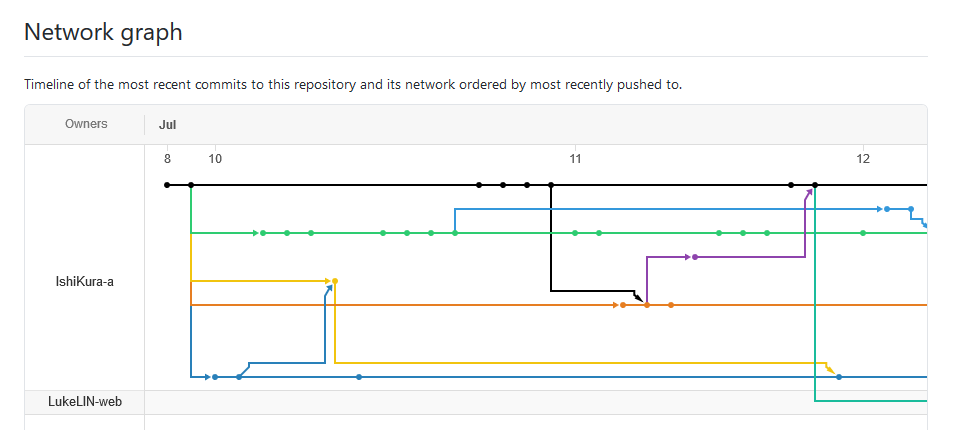 Network graph
Timeline of the most recent commits to this repository and its network ordered by most recently pushed to.
Owners Jul
8 10 11 12
IshiKura-a
LukeLIN-web